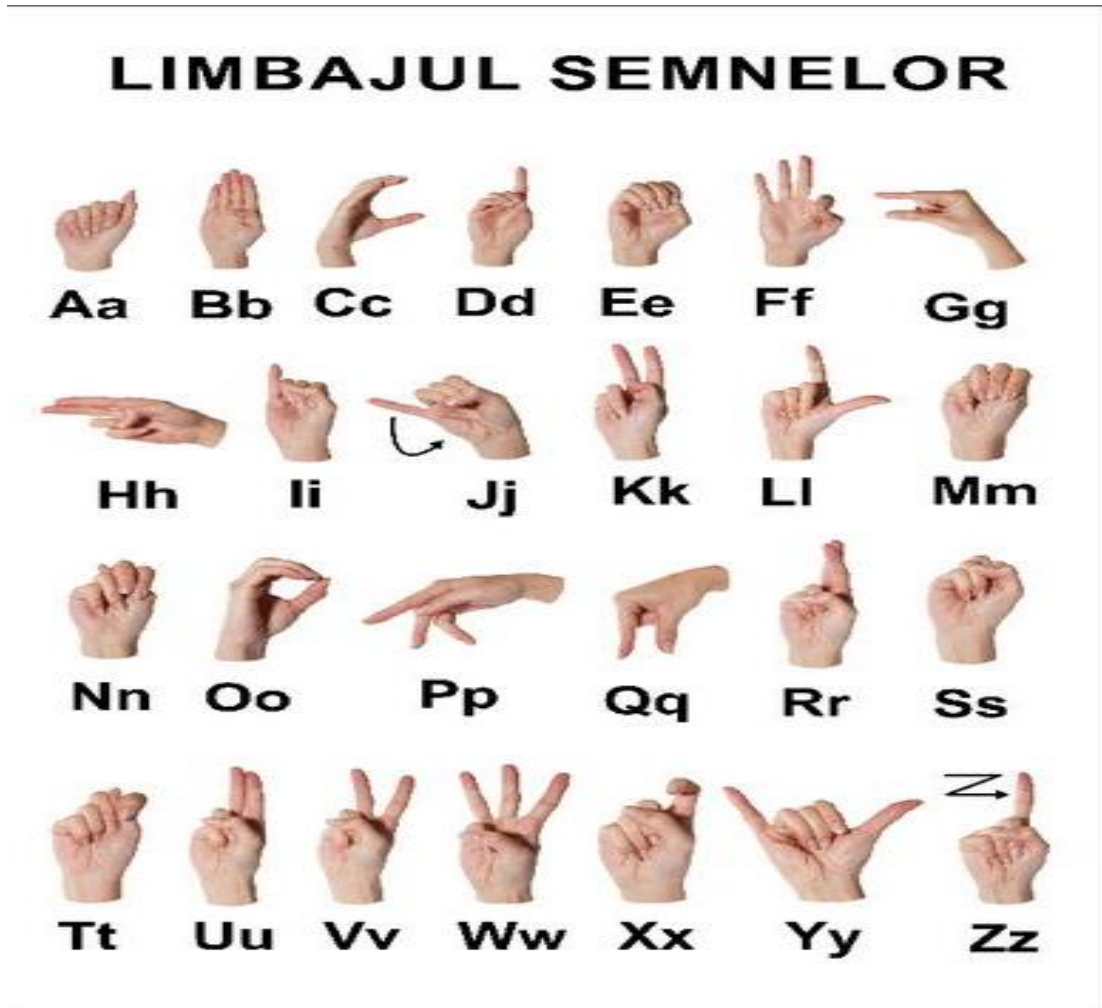 LIMBAJUL SEMNELOR
Aa Bb Cc Dd Ee Ff Gg
Hh Ii Jj Kk Ll Mm
Nn Oo Pp Qq Rr Ss
Tt Uu Vv Ww Xx Yy Zz